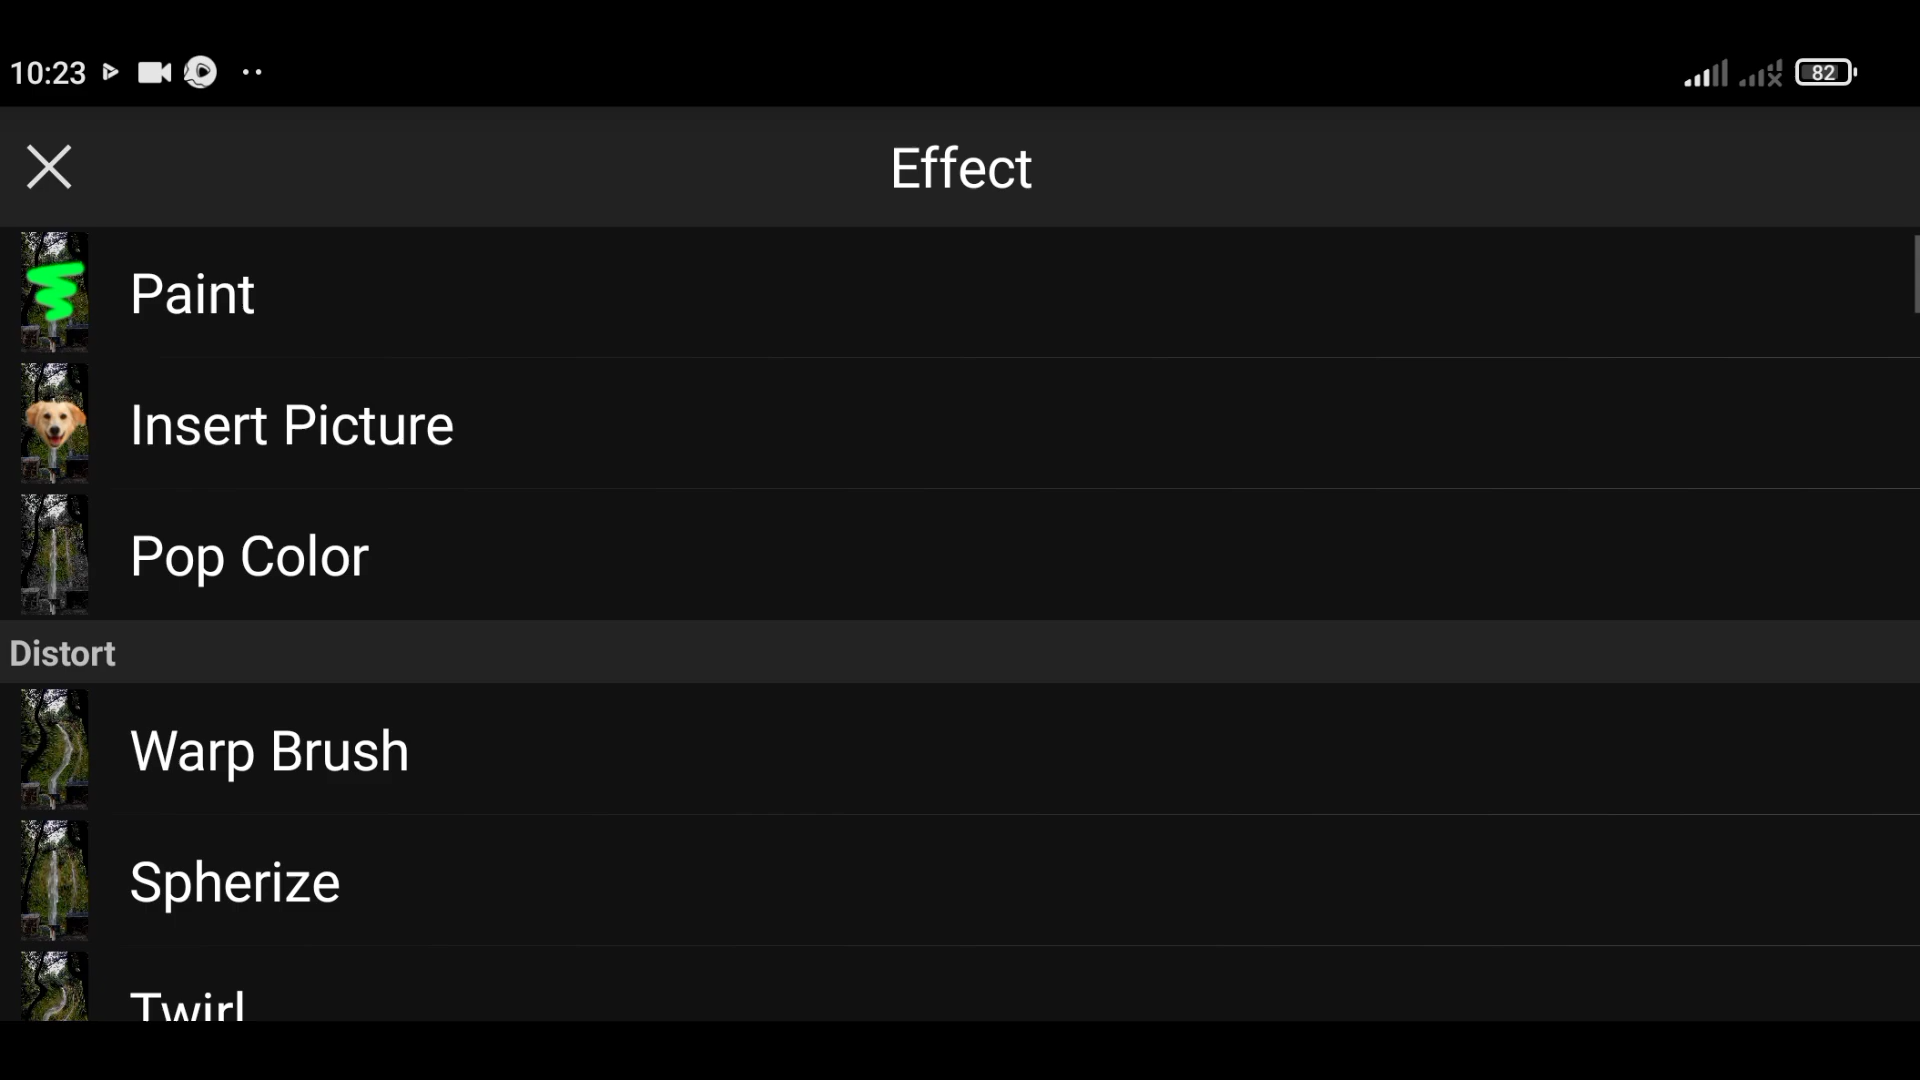 10:23
82
Effect
Paint
Insert Picture
Pop Color
Distort
Warp Brush
Spherize
Twirl